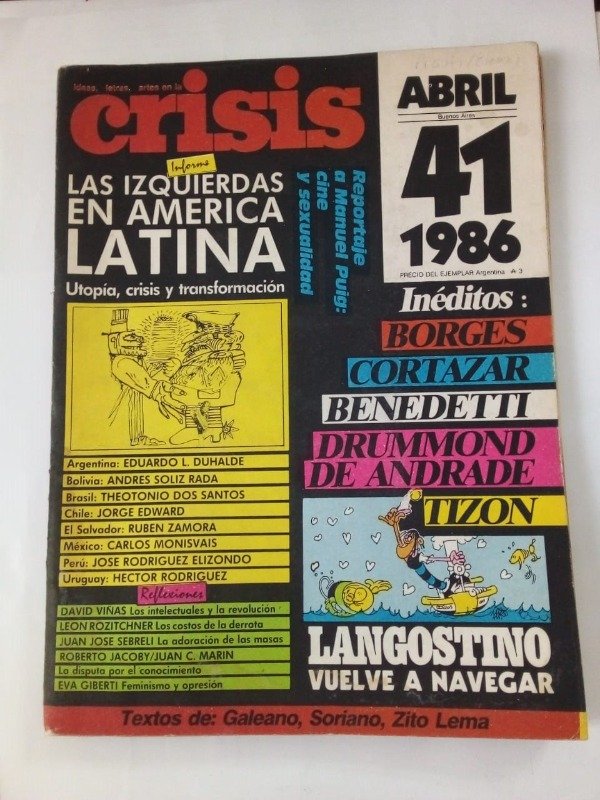 ideas, letras, artes en la
crisis
ABRIL
Buenos Aires
41
1986
PRECIO DEL EJEMPLAR Argentina A 3
Informe
LAS IZQUIERDAS
EN AMERICA
LATINA
Utopía, crisis y transformación
Reportaje
a Manuel Puig:
cine
y sexualidad
Inéditos :
BORGES
CORTAZAR
BENEDETTI
DRUMMOND
DE ANDRADE
TIZON
Argentina: EDUARDO L. DUHALDE
Bolivia: ANDRES SOLIZ RADA
Brasil: THEOTONIO DOS SANTOS
Chile: JORGE EDWARD
El Salvador: RUBEN ZAMORA
México: CARLOS MONISVAIS
Perú: JOSE RODRIGUEZ ELIZONDO
Uruguay: HECTOR RODRIGUEZ
Reflexiones
DAVID VIÑAS Los intelectuales y la revolución
LEON ROZITCHNER Los costos de la derrata
JUAN JOSE SEBRELI La adoración de las masas
ROBERTO JACOBY/JUAN C. MARIN
La disputa por el conocimiento
EVA GIBERTI Feminismo y opresión
LANGOSTINO
VUELVE A NAVEGAR
Textos de: Galeano, Soriano, Zito Lema